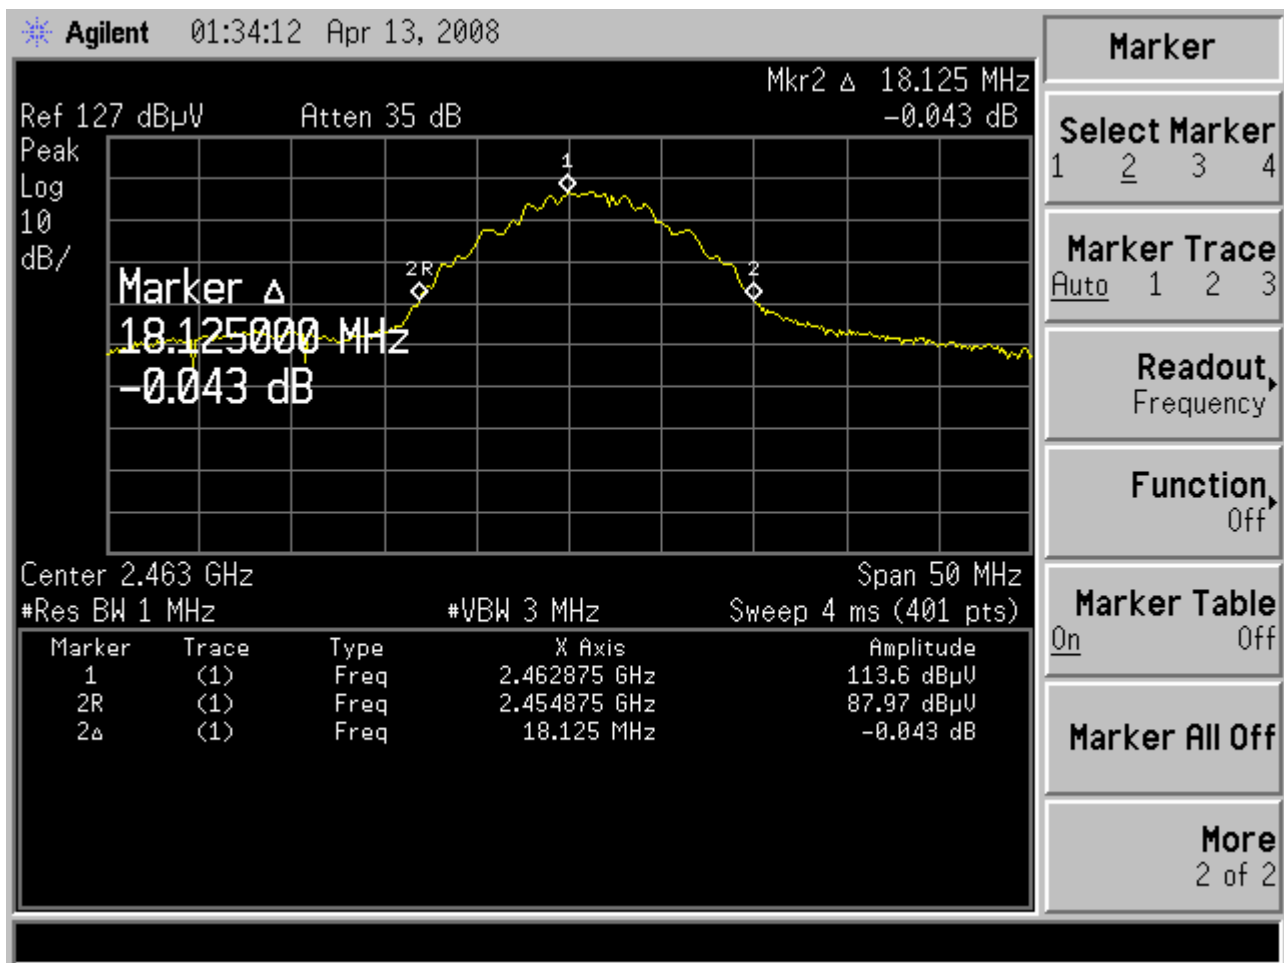 Agilent 01:34:12 Apr 13, 2008
Mkr2 Δ 18.125 MHz
Ref 127 dBµV Atten 35 dB -0.043 dB
Peak
Log
10
dB/
1
2R
2
Marker Δ
18.125000 MHz
-0.043 dB
Center 2.463 GHz Span 50 MHz
#Res BW 1 MHz #VBW 3 MHz Sweep 4 ms (401 pts)
Marker Trace Type X Axis Amplitude
1 (1) Freq 2.462875 GHz 113.6 dBµV
2R (1) Freq 2.454875 GHz 87.97 dBµV
2Δ (1) Freq 18.125 MHz -0.043 dB
Marker
Select Marker
1 2 3 4
Marker Trace
Auto 1 2 3
Readout
Frequency
Function
Off
Marker Table
On Off
Marker All Off
More
2 of 2